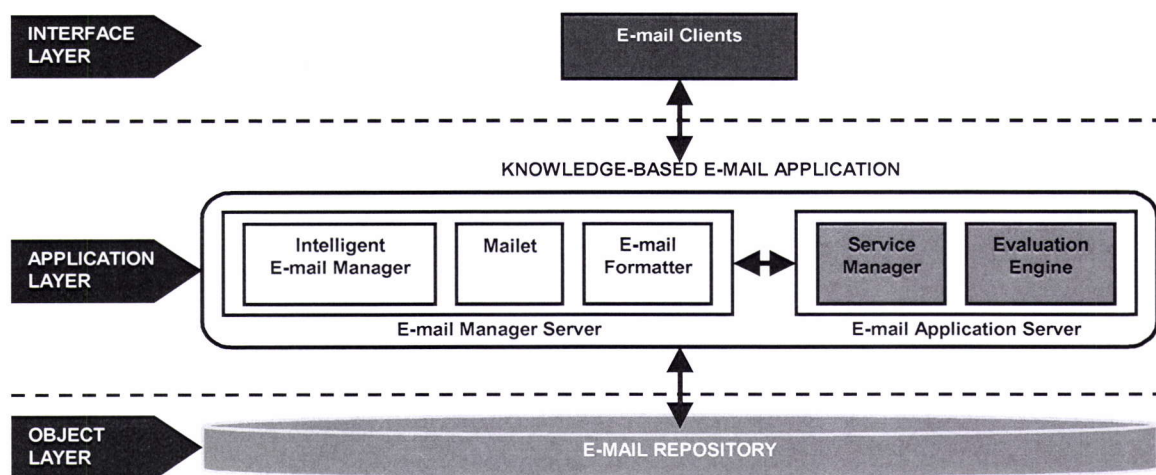 INTERFACE
LAYER
E-mail Clients
KNOWLEDGE-BASED E-MAIL APPLICATION
APPLICATION
LAYER
Intelligent
E-mail Manager
Mailet
E-mail
Formatter
Service
Manager
Evaluation
Engine
E-mail Manager Server
E-mail Application Server
OBJECT
LAYER
E-MAIL REPOSITORY